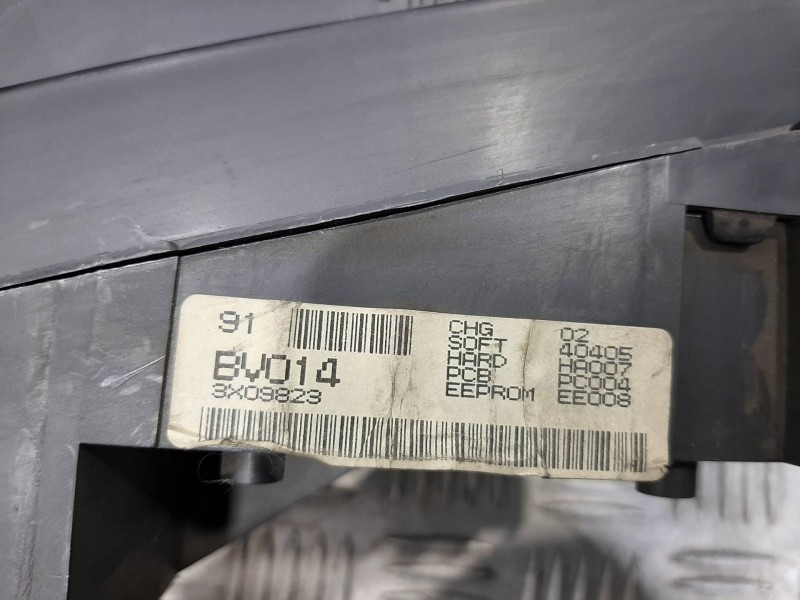 91
BV014
3X09823
CHG 02
SOFT 40405
HARD HA007
PCB PC004
EEPROM EE008